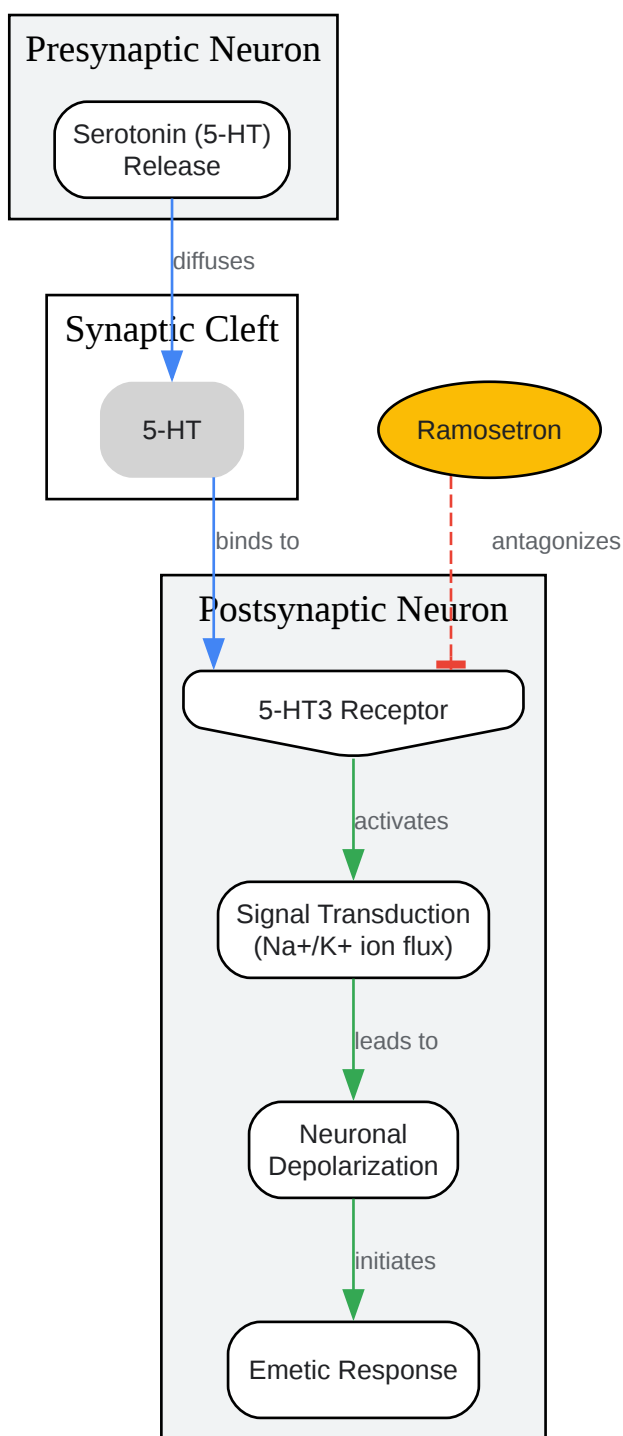 Presynaptic Neuron
Serotonin (5-HT)
Release
diffuses
Synaptic Cleft
5-HT
Ramosetron
binds to
antagonizes
Postsynaptic Neuron
5-HT3 Receptor
activates
Signal Transduction
(Na+/K+ ion flux)
leads to
Neuronal
Depolarization
initiates
Emetic Response